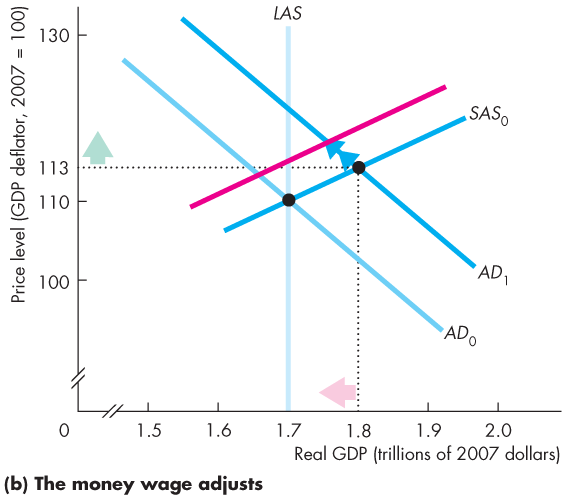 Price level (GDP deflator, 2007 = 100)
LAS
130
SAS0
113
110
100
AD1
AD0
0
1.5
1.6
1.7
1.8
1.9
2.0
Real GDP (trillions of 2007 dollars)
(b) The money wage adjusts